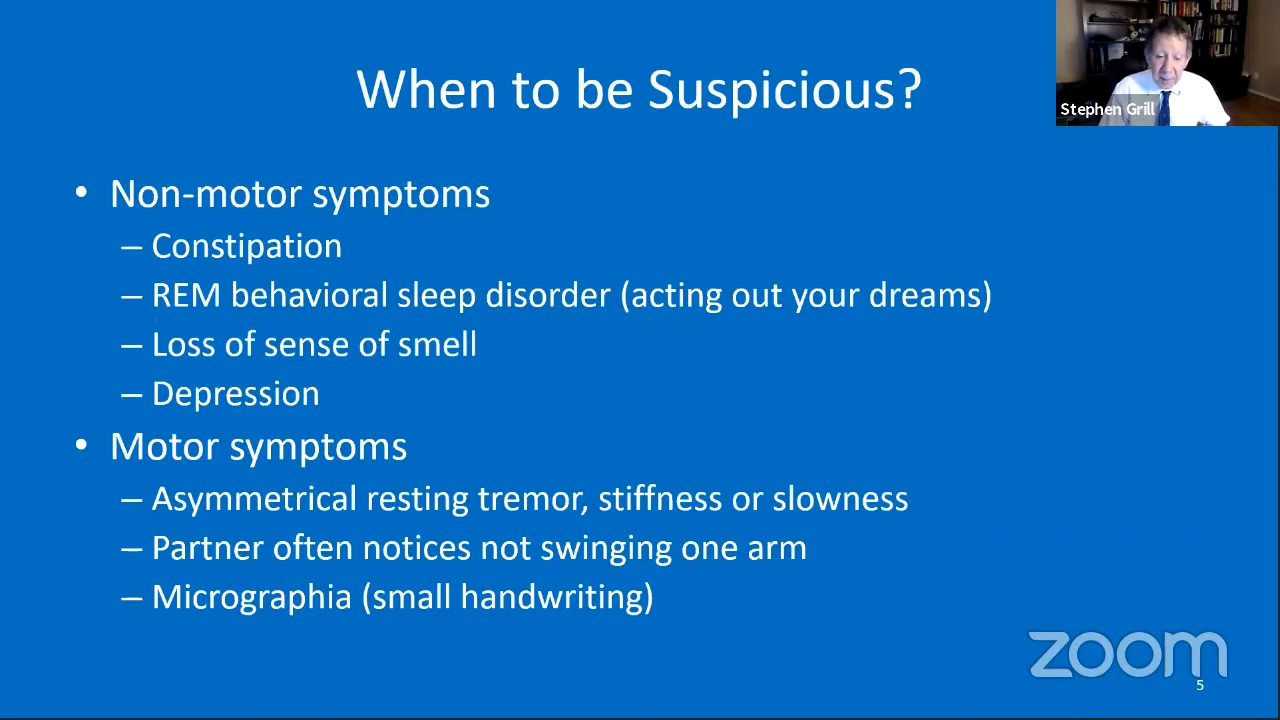 When to be Suspicious?
Stephen Grill
• Non-motor symptoms
– Constipation
– REM behavioral sleep disorder (acting out your dreams)
– Loss of sense of smell
– Depression
• Motor symptoms
– Asymmetrical resting tremor, stiffness or slowness
– Partner often notices not swinging one arm
– Micrographia (small handwriting)
zoom
5